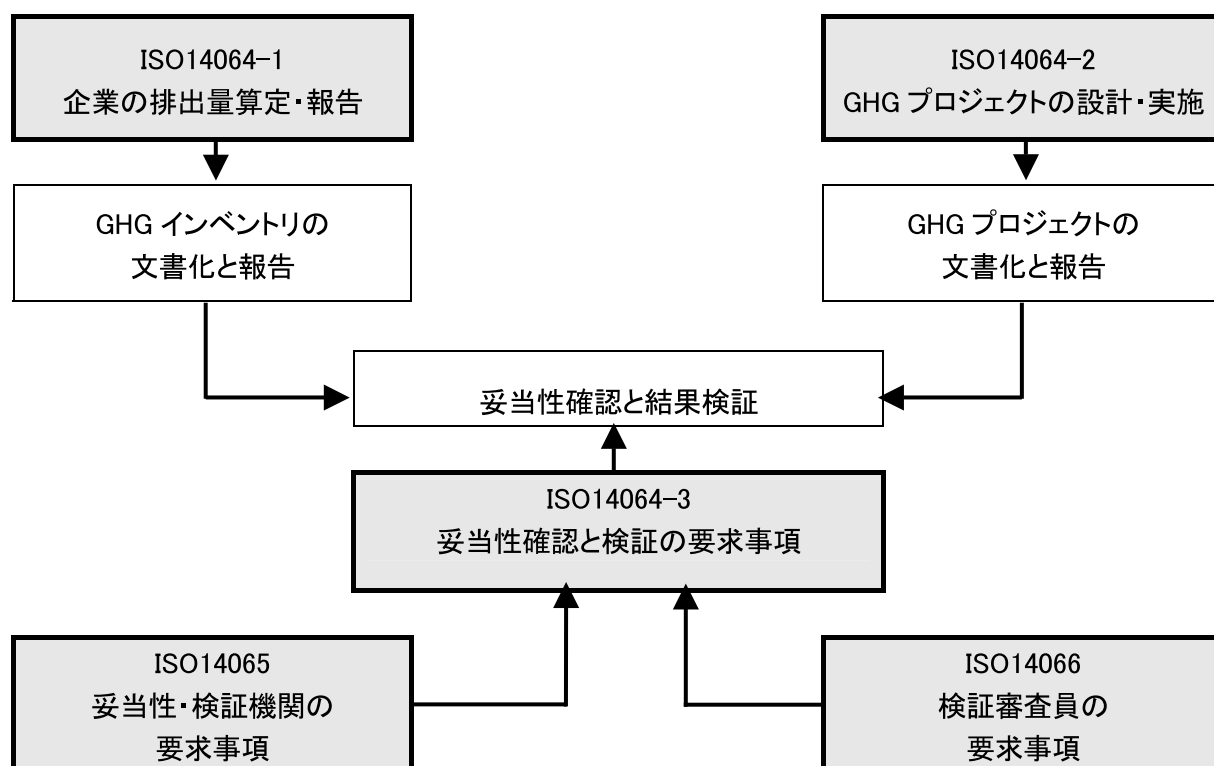 ISO14064-1
企業の排出量算定・報告
ISO14064-2
GHG プロジェクトの設計・実施
GHG インベントリの
文書化と報告
GHG プロジェクトの
文書化と報告
妥当性確認と結果検証
ISO14064-3
妥当性確認と検証の要求事項
ISO14065
妥当性・検証機関の
要求事項
ISO14066
検証審査員の
要求事項